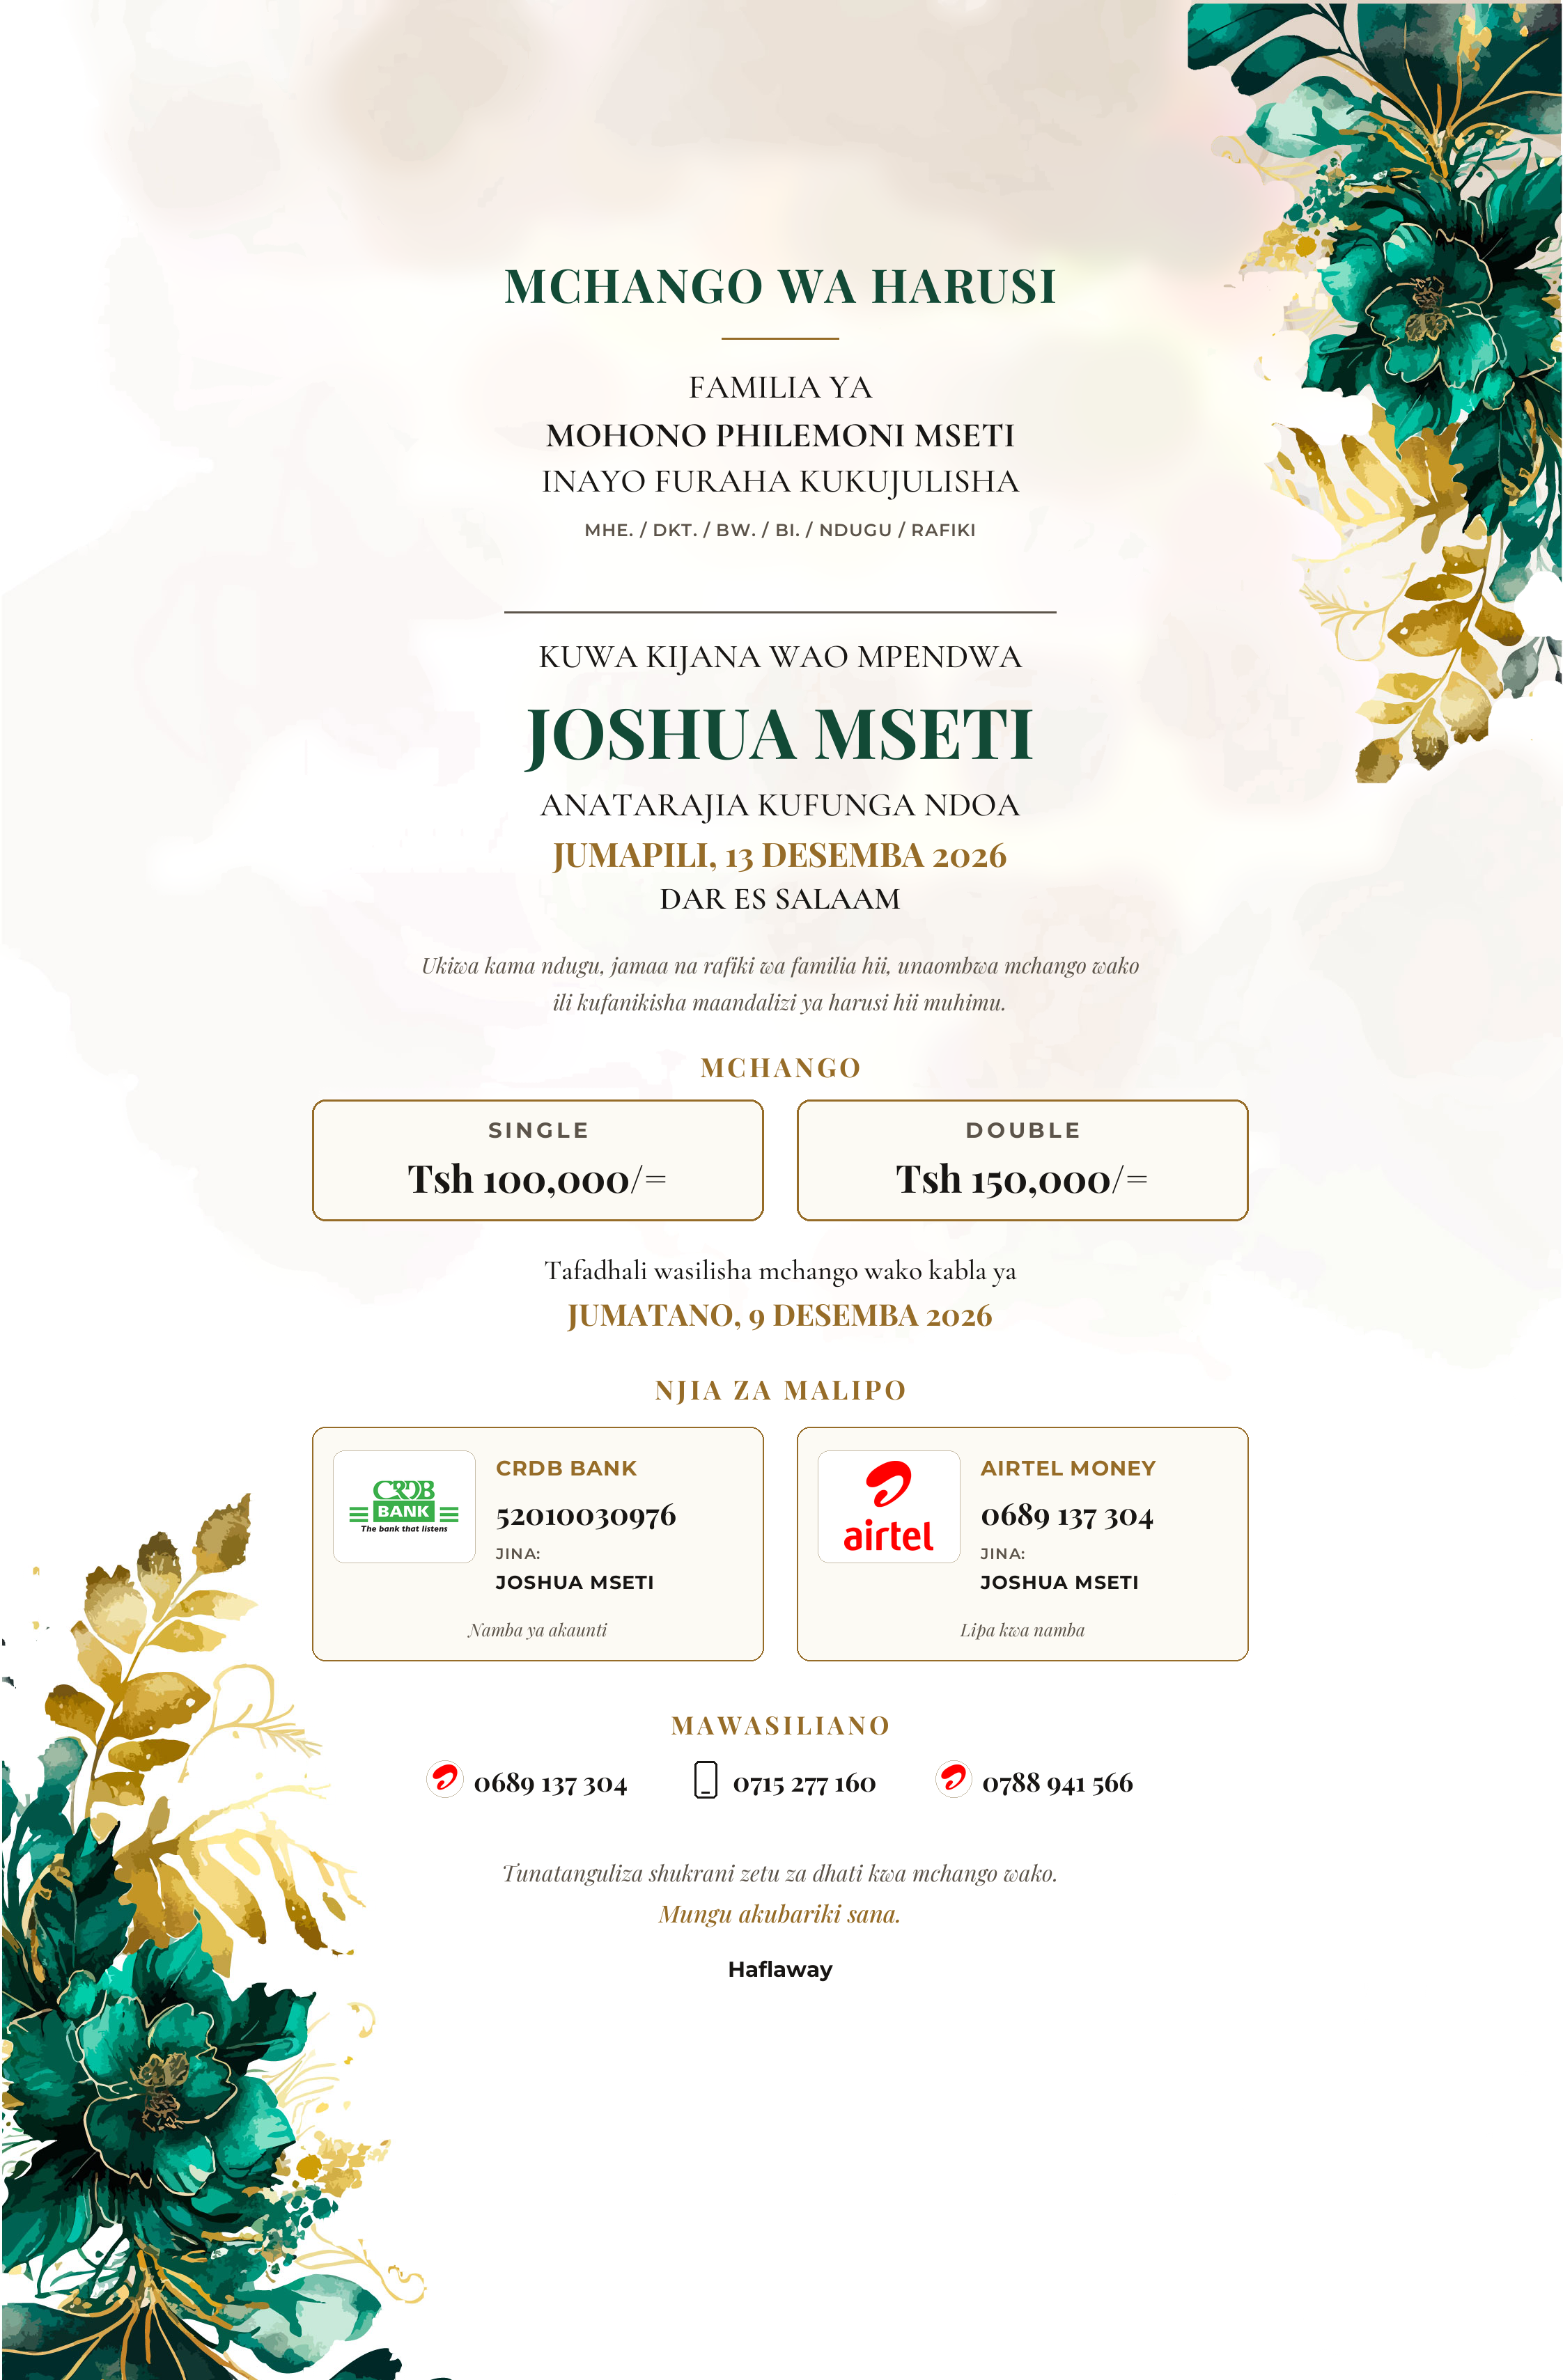 MCHANGO WA HARUSI
FAMILIA YA
MOHONO PHILEMONI MSETI
INAYO FURAHA KUKUJULISHA
MHE. / DKT. / BW. / BI. / NDUGU / RAFIKI
KUWA KIJANA WAO MPENDWA
JOSHUA MSETI
ANATARAJIA KUFUNGA NDOA
JUMAPILI, 13 DESEMBA 2026
DAR ES SALAAM
Ukiwa kama ndugu, jamaa na rafiki wa familia hii, unaombwa mchango wako
ili kufanikisha maandalizi ya harusi hii muhimu.
MCHANGO
SINGLE
Tsh 100,000/=
DOUBLE
Tsh 150,000/=
Tafadhali wasilisha mchango wako kabla ya
JUMATANO, 9 DESEMBA 2026
NJIA ZA MALIPO
CRDB
BANK
The bank that listens
CRDB BANK
52010030976
JINA:
JOSHUA MSETI
Namba ya akaunti
airtel
AIRTEL MONEY
0689 137 304
JINA:
JOSHUA MSETI
Lipa kwa namba
MAWASILIANO
0689 137 304
0715 277 160
0788 941 566
Tunatanguliza shukrani zetu za dhati kwa mchango wako.
Mungu akubariki sana.
Haflaway